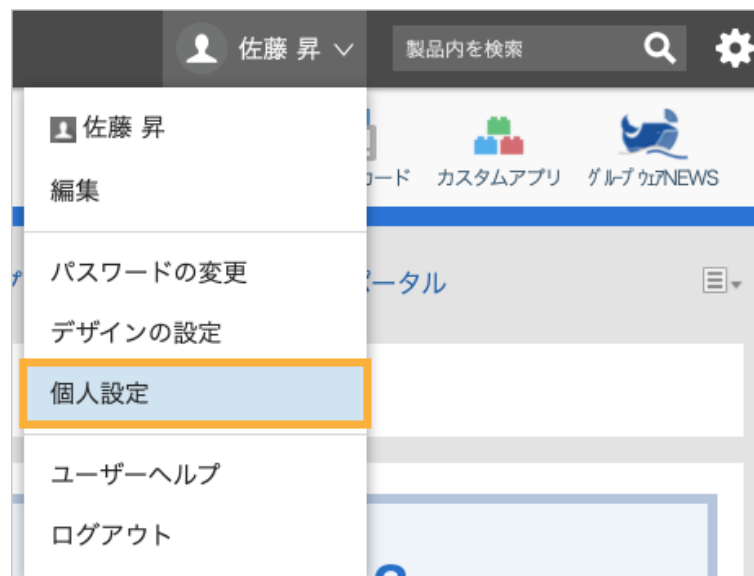 佐藤 昇
製品内を検索
佐藤 昇
編集
カスタムアプリ
グループウェアNEWS
パスワードの変更
デザインの設定
個人設定
ユーザーヘルプ
ログアウト
ード
ータル